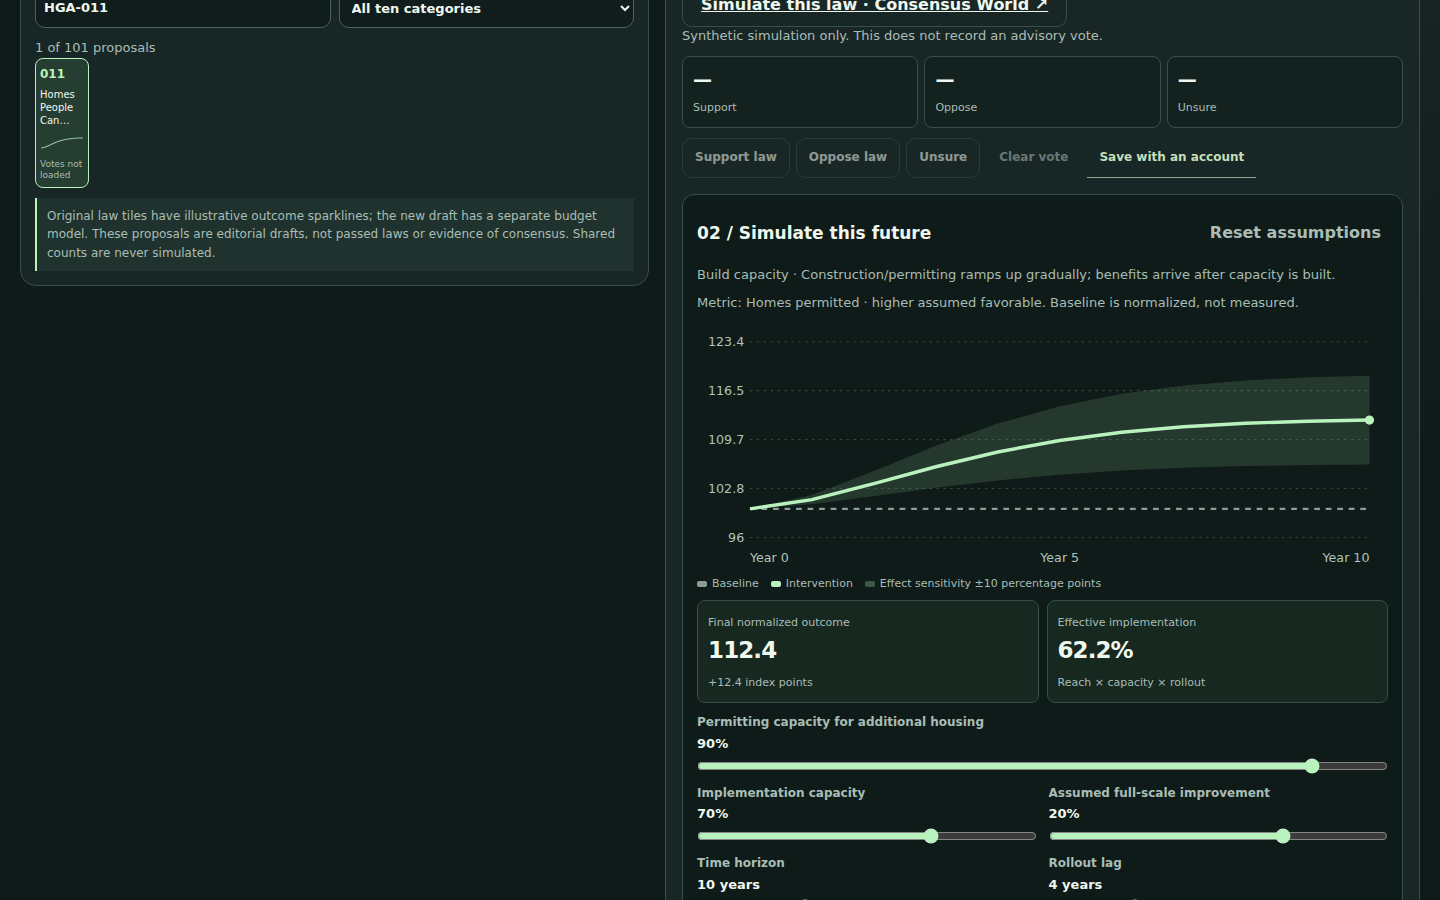 HGA-011
All ten categories
1 of 101 proposals
011
Homes
People
Can...
Votes not
loaded
Original law tiles have illustrative outcome sparklines; the new draft has a separate budget
model. These proposals are editorial drafts, not passed laws or evidence of consensus. Shared
counts are never simulated.
Simulate this law · Consensus World ↗
Synthetic simulation only. This does not record an advisory vote.
— — —
Support Oppose Unsure
Support law Oppose law Unsure Clear vote Save with an account
02 / Simulate this future Reset assumptions
Build capacity · Construction/permitting ramps up gradually; benefits arrive after capacity is built.
Metric: Homes permitted · higher assumed favorable. Baseline is normalized, not measured.
123.4
116.5
109.7
102.8
96
Year 0 Year 5 Year 10
Baseline Intervention Effect sensitivity ±10 percentage points
Final normalized outcome
112.4
+12.4 index points
Effective implementation
62.2%
Reach × capacity × rollout
Permitting capacity for additional housing
90%
Implementation capacity
70%
Assumed full-scale improvement
20%
Time horizon
10 years
Rollout lag
4 years